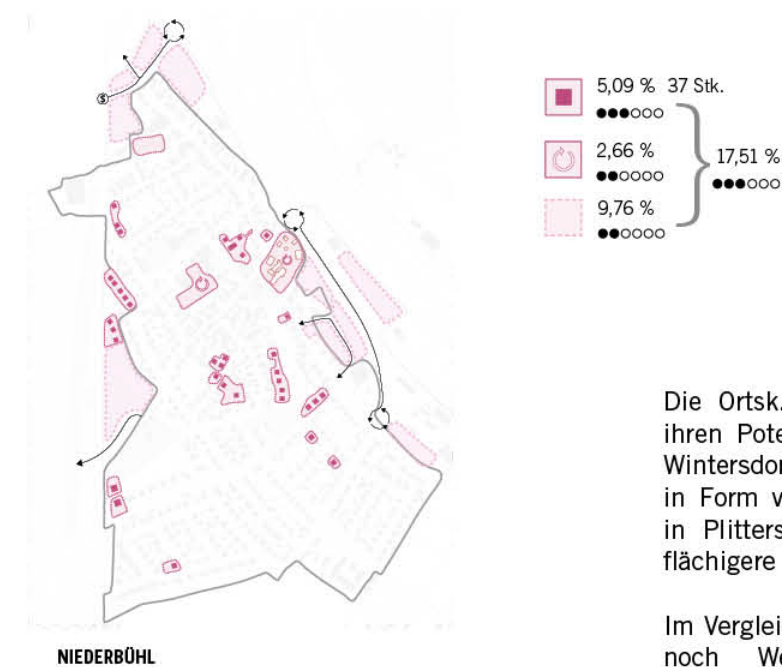 5,09 % 37 Stk.
2,66 %
17,51 %
9,76 %
S
NIEDERBÜHL
Die Ortsk
ihren Pote
Wintersdor
in Form v
in Plitters
flächigere
Im Verglei
noch We